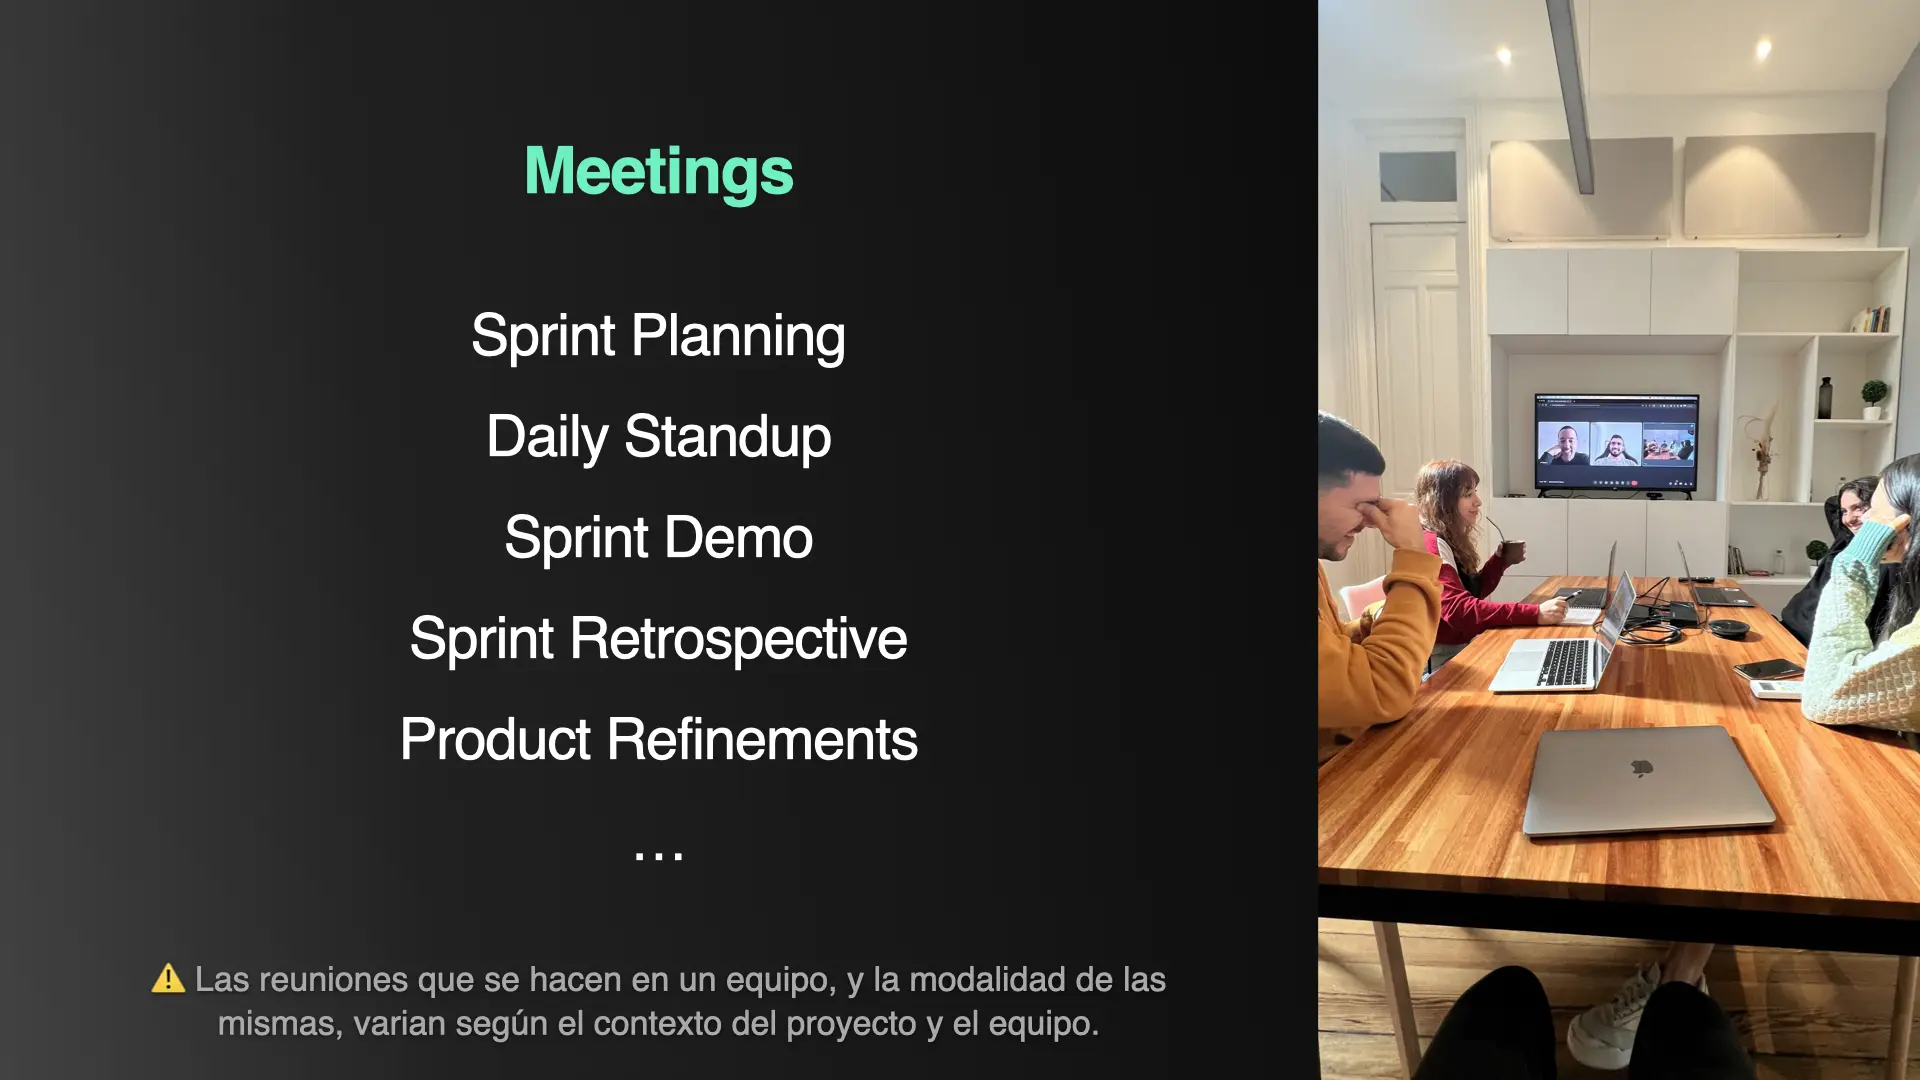 Meetings
Sprint Planning
Daily Standup
Sprint Demo
Sprint Retrospective
Product Refinements
...
⚠️ Las reuniones que se hacen en un equipo, y la modalidad de las
mismas, varian según el contexto del proyecto y el equipo.